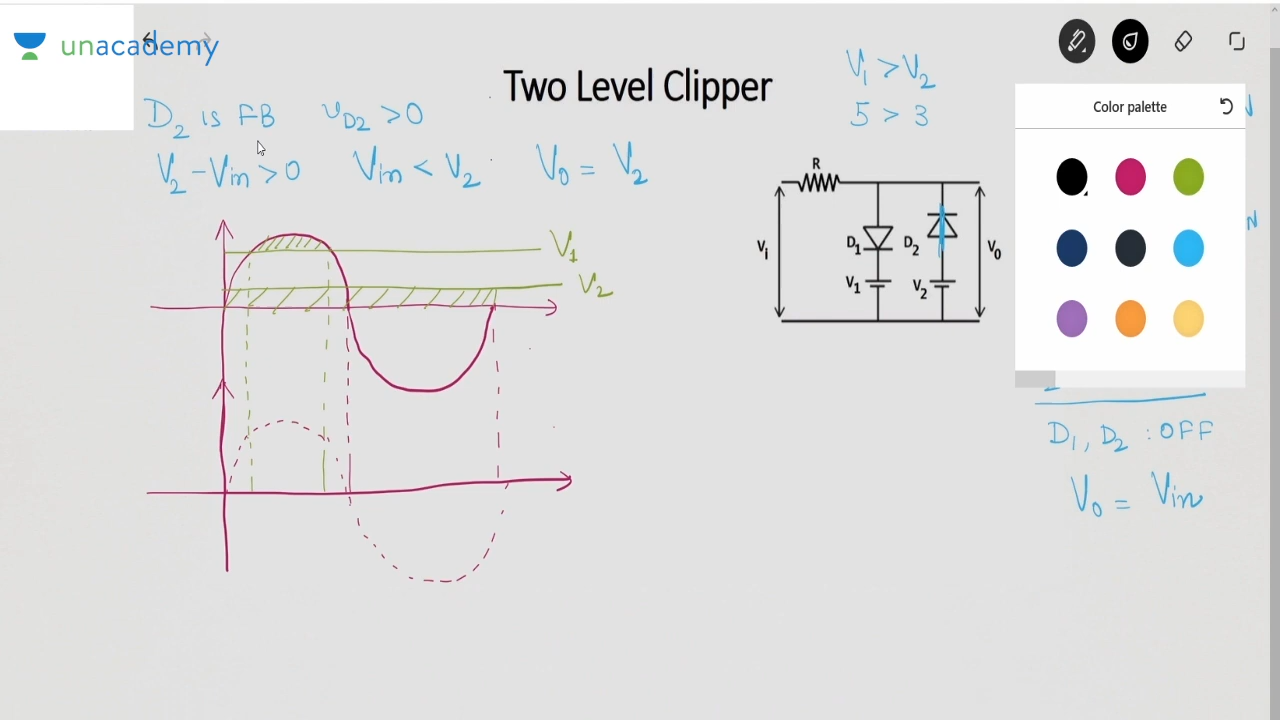 unacademy
Two Level Clipper
V₁ > V₂
5 > 3
D₂ is FB   υD₂ > 0
V₂ - Vin > 0   Vin < V₂   V₀ = V₂
Color palette
R
Vi
D₁
D₂
V₀
V₁
V₂
V₁
V₂
N
D₁, D₂ : OFF
V₀ = Vin